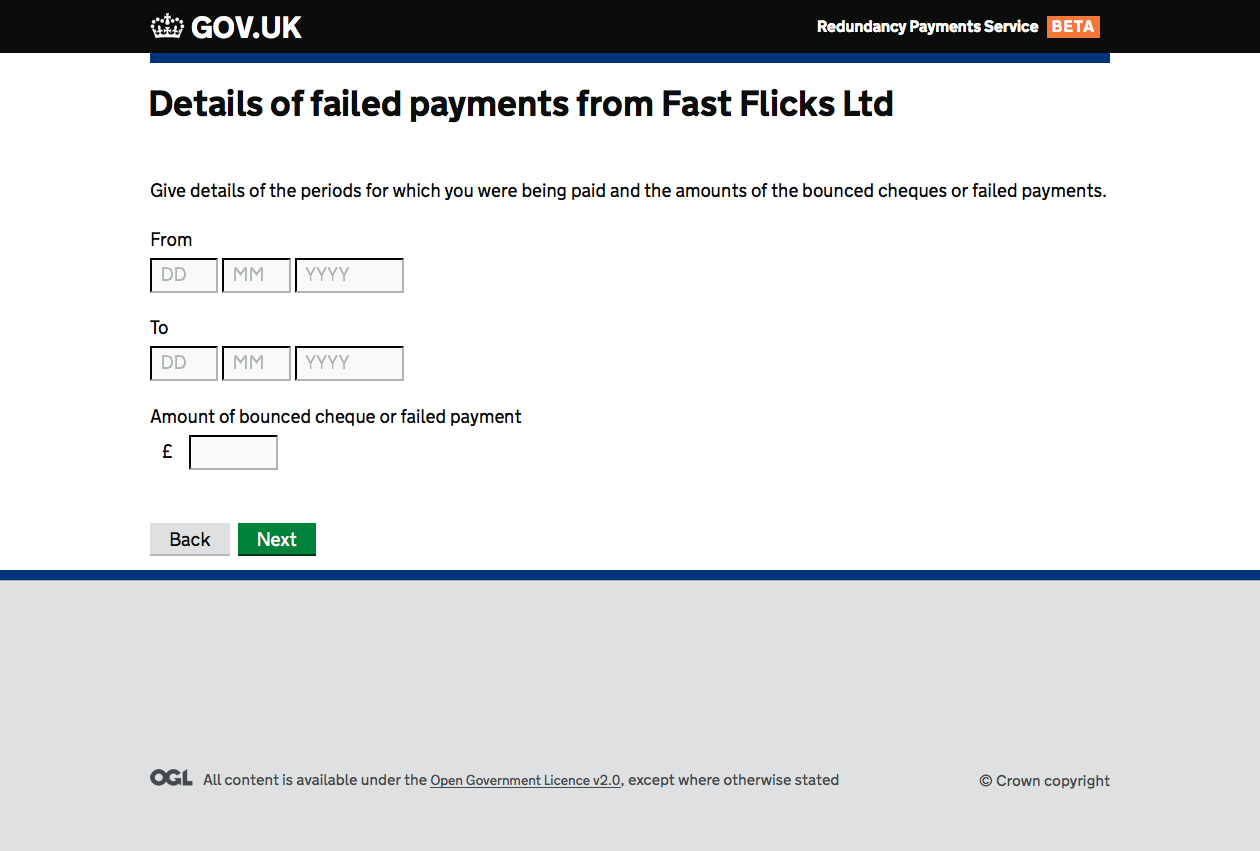 GOV.UK
Redundancy Payments Service BETA
Details of failed payments from Fast Flicks Ltd
Give details of the periods for which you were being paid and the amounts of the bounced cheques or failed payments.
From
DD MM YYYY
To
DD MM YYYY
Amount of bounced cheque or failed payment
£
Back Next
OGL All content is available under the Open Government Licence v2.0, except where otherwise stated
© Crown copyright